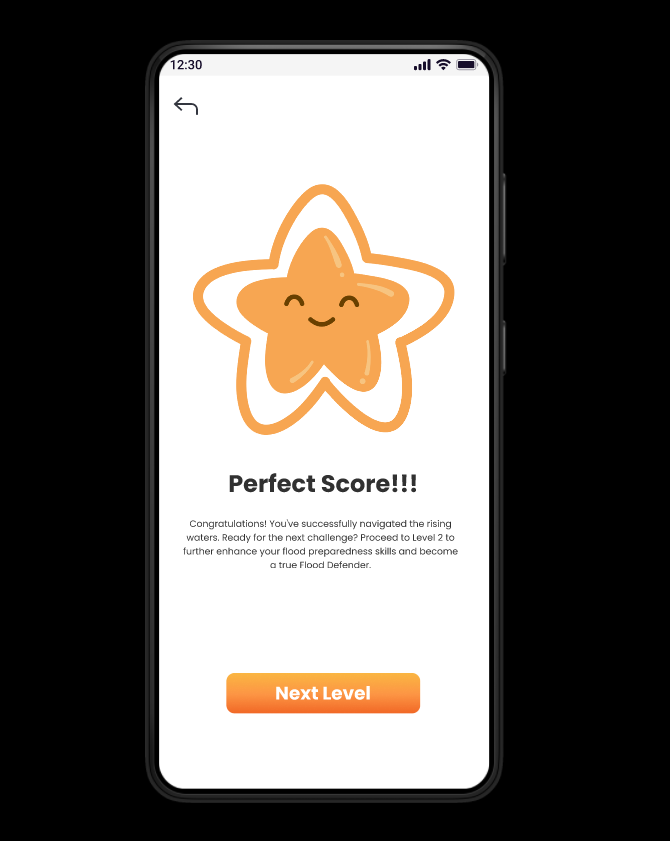 12:30
Perfect Score!!!
Congratulations! You've successfully navigated the rising
waters. Ready for the next challenge? Proceed to Level 2 to
further enhance your flood preparedness skills and become
a true Flood Defender.
Next Level